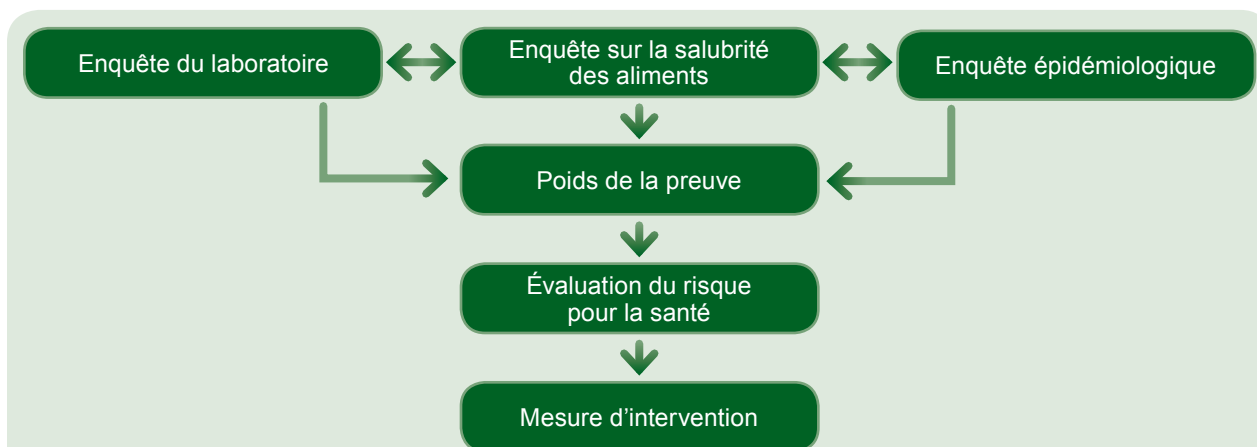 Enquête du laboratoire
Enquête sur la salubrité
des aliments
Enquête épidémiologique
Poids de la preuve
Évaluation du risque
pour la santé
Mesure d’intervention